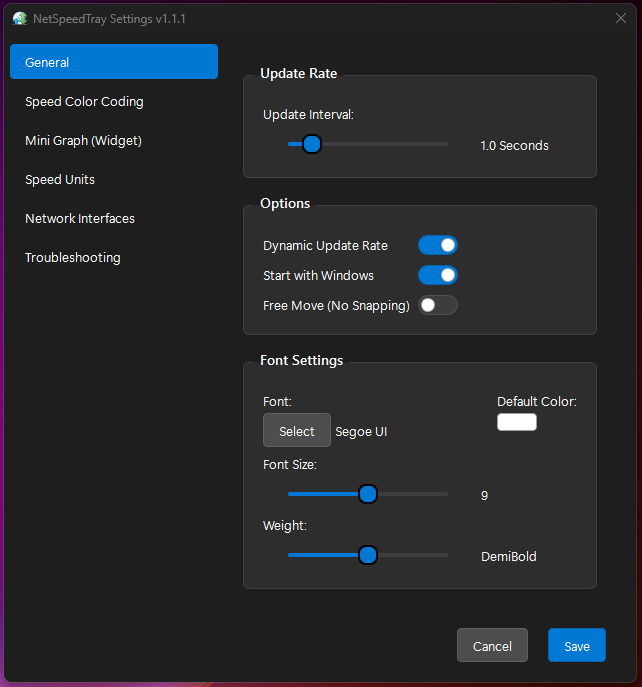 NetSpeedTray Settings v1.1.1
General
Speed Color Coding
Mini Graph (Widget)
Speed Units
Network Interfaces
Troubleshooting
Update Rate
Update Interval:
1.0 Seconds
Options
Dynamic Update Rate
Start with Windows
Free Move (No Snapping)
Font Settings
Font:
Default Color:
Select
Segoe UI
Font Size:
9
Weight:
DemiBold
Cancel
Save